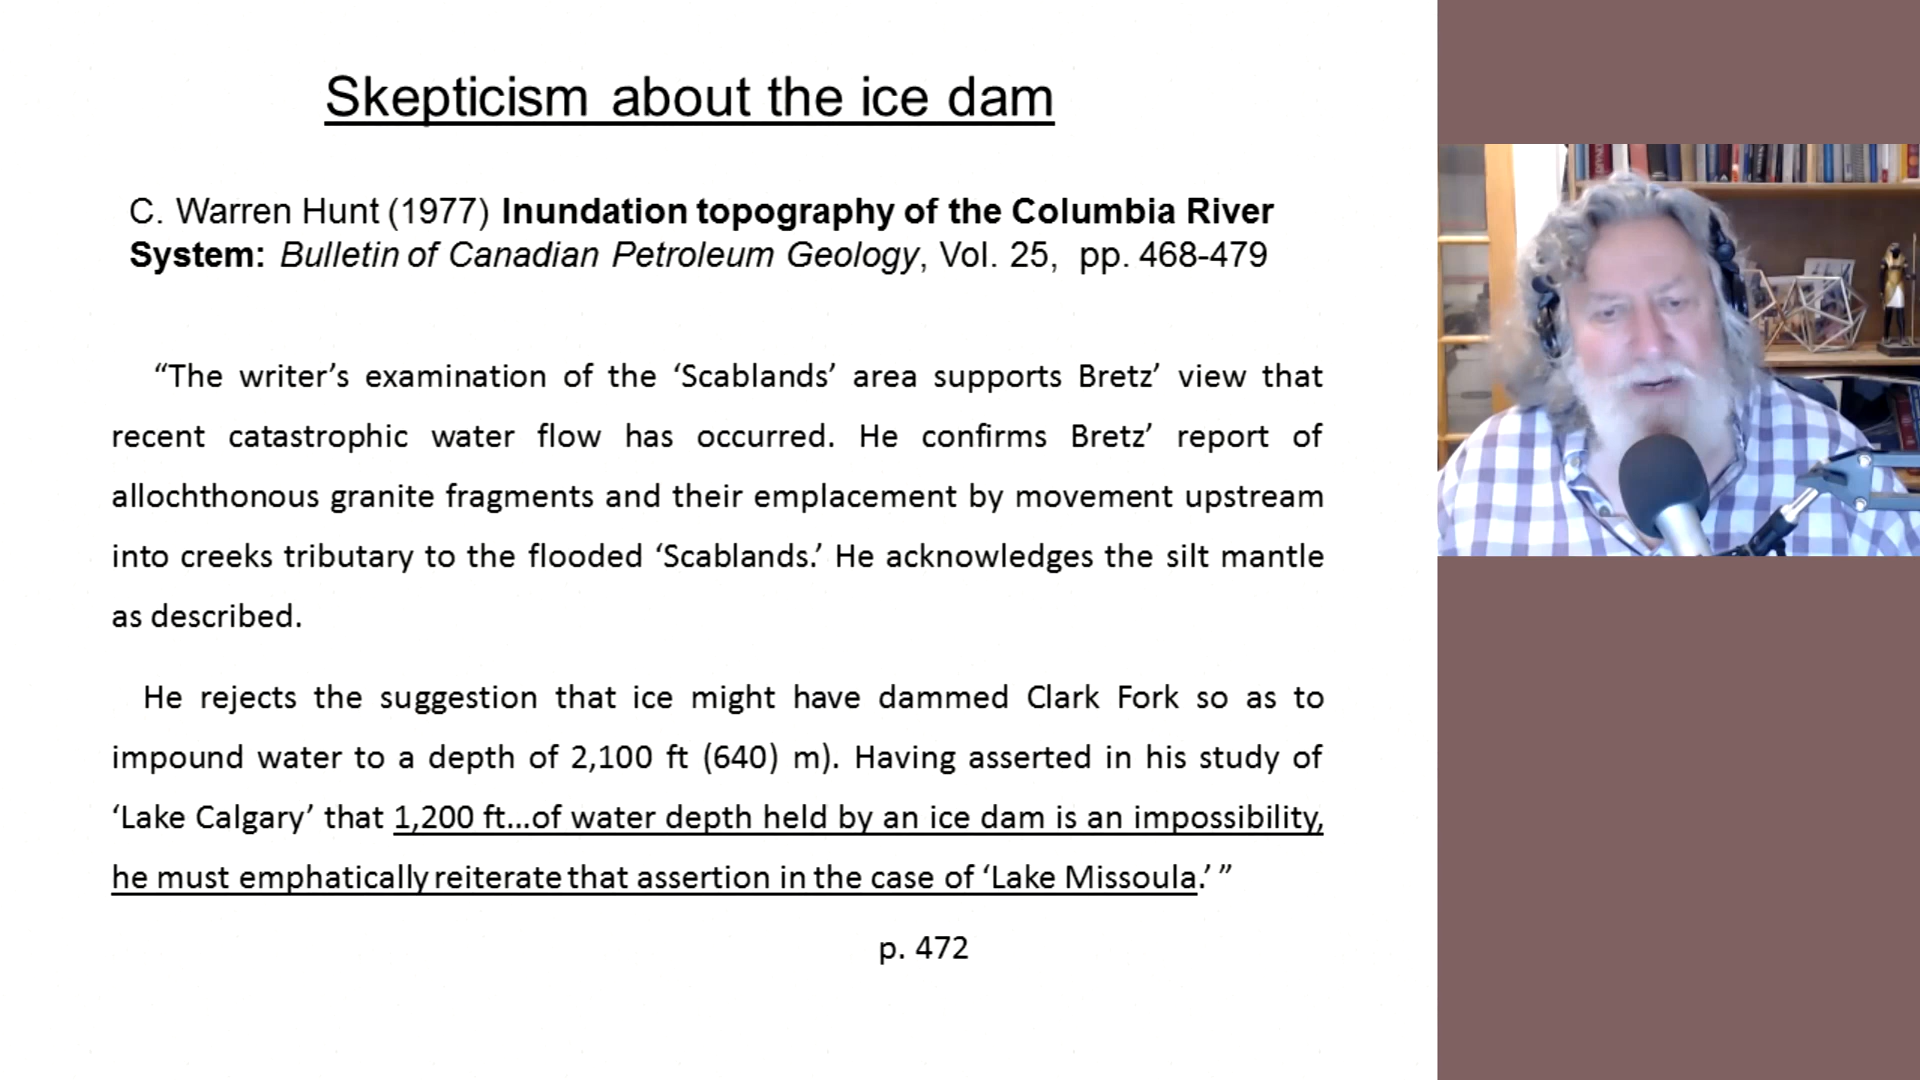 Skepticism about the ice dam
C. Warren Hunt (1977) Inundation topography of the Columbia River
System: Bulletin of Canadian Petroleum Geology, Vol. 25, pp. 468-479
“The writer’s examination of the ‘Scablands’ area supports Bretz’ view that
recent catastrophic water flow has occurred. He confirms Bretz’ report of
allochthonous granite fragments and their emplacement by movement upstream
into creeks tributary to the flooded ‘Scablands.’ He acknowledges the silt mantle
as described.
He rejects the suggestion that ice might have dammed Clark Fork so as to
impound water to a depth of 2,100 ft (640) m). Having asserted in his study of
‘Lake Calgary’ that 1,200 ft…of water depth held by an ice dam is an impossibility,
he must emphatically reiterate that assertion in the case of ‘Lake Missoula.’ ”
p. 472